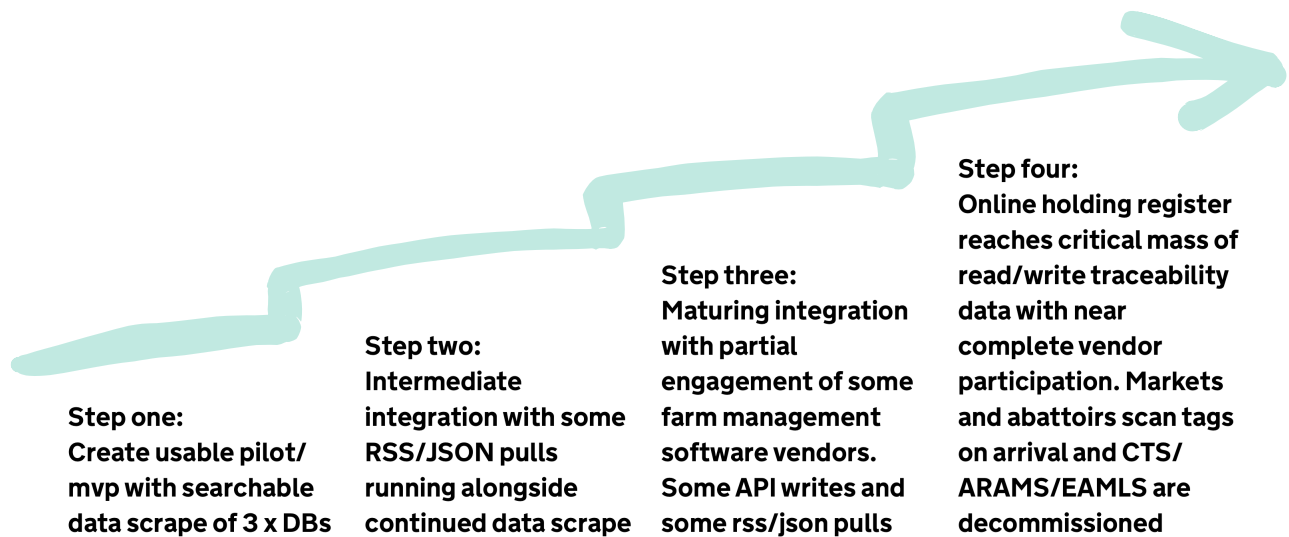 Step one:
Create usable pilot/
mvp with searchable
data scrape of 3 x DBs
Step two:
Intermediate
integration with some
RSS/JSON pulls
running alongside
continued data scrape
Step three:
Maturing integration
with partial
engagement of some
farm management
software vendors.
Some API writes and
some rss/json pulls
Step four:
Online holding register
reaches critical mass of
read/write traceability
data with near
complete vendor
participation. Markets
and abattoirs scan tags
on arrival and CTS/
ARAMS/EAMLS are
decommissioned